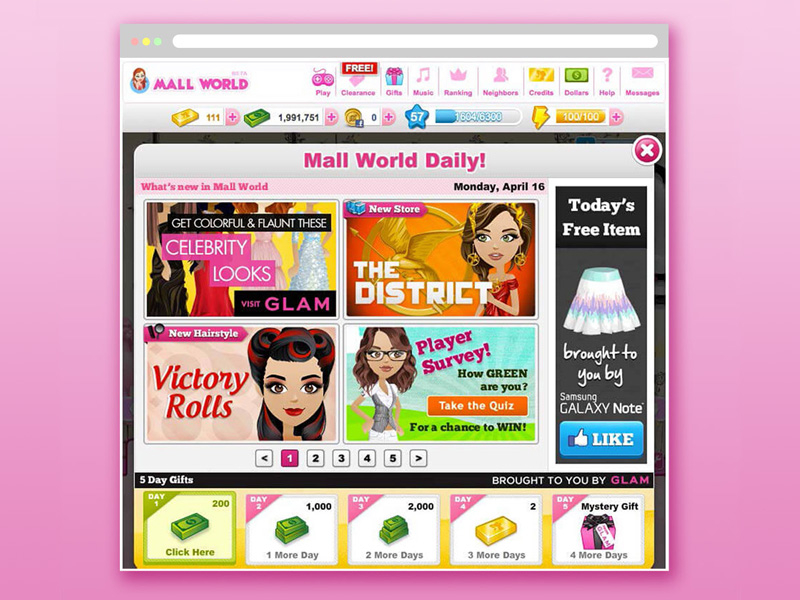 BETA
MALL WORLD
FREE!
Play
Clearance
Gifts
Music
Ranking
Neighbors
Credits
Dollars
Help
Messages
111
1,991,751
0
57
1604/6300
100/100
Mall World Daily!
What's new in Mall World
Monday, April 16
GET COLORFUL & FLAUNT THESE
CELEBRITY
LOOKS
VISIT GLAM
New Store
THE
DISTRICT
New Hairstyle
Victory
Rolls
Player
Survey!
How GREEN
are you?
Take the Quiz
For a chance to WIN!
< 1 2 3 4 5 >
Today's
Free Item
brought to
you by
Samsung
GALAXY Note
LIKE
5 Day Gifts
BROUGHT TO YOU BY GLAM
DAY 1
200
Click Here
DAY 2
1,000
1 More Day
DAY 3
2,000
2 More Days
DAY 4
2
3 More Days
DAY 5
Mystery Gift
GLAM
4 More Days